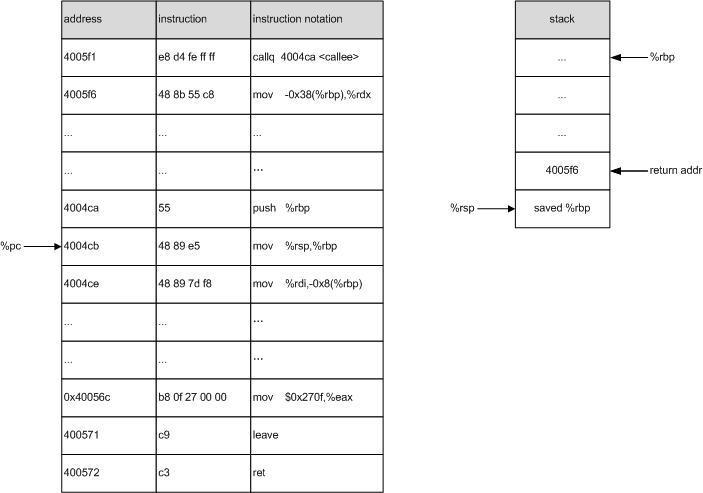 address instruction instruction notation
4005f1 e8 d4 fe ff ff callq 4004ca <callee>
4005f6 48 8b 55 c8 mov -0x38(%rbp),%rdx
... ... ...
... ... ...
4004ca 55 push %rbp
%pc 4004cb 48 89 e5 mov %rsp,%rbp
4004ce 48 89 7d f8 mov %rdi,-0x8(%rbp)
... ... ...
... ... ...
0x40056c b8 0f 27 00 00 mov $0x270f,%eax
400571 c9 leave
400572 c3 ret
stack
... %rbp
...
...
4005f6 return addr
%rsp saved %rbp